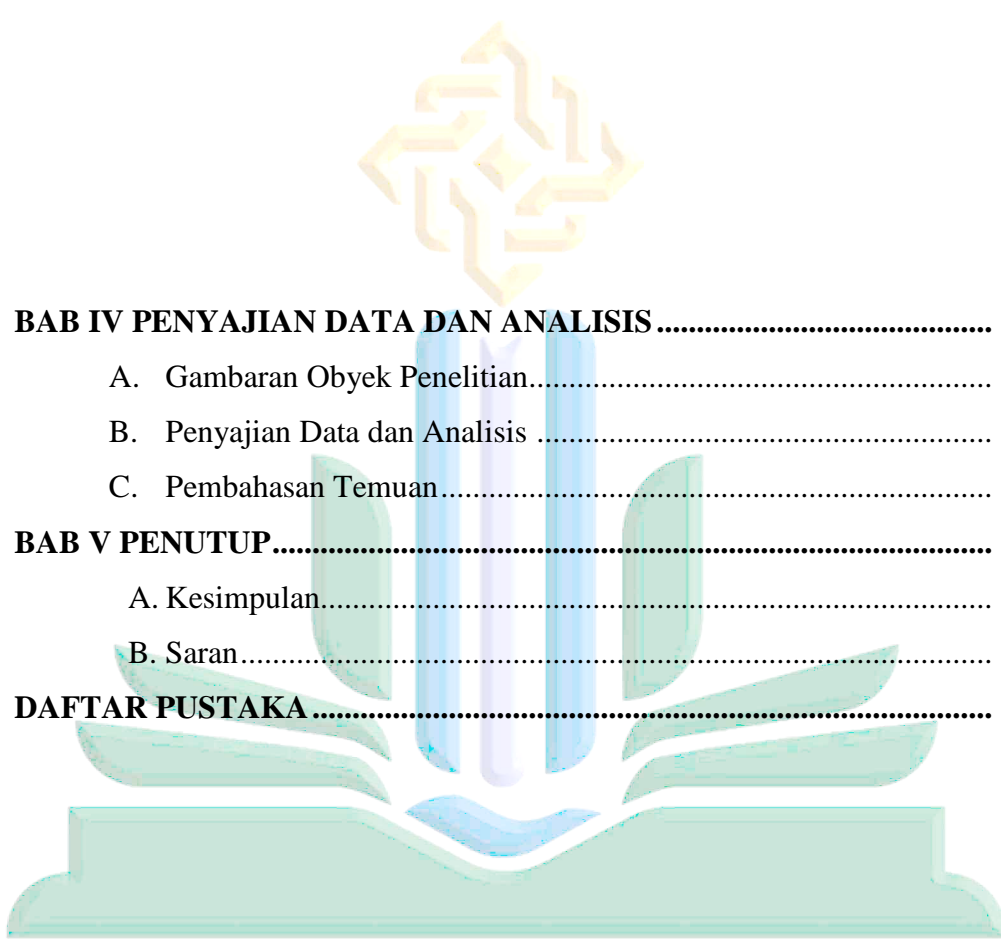 BAB IV PENYAJIAN DATA DAN ANALISIS..........................................
A. Gambaran Obyek Penelitian..........................................................
B. Penyajian Data dan Analisis .........................................................
C. Pembahasan Temuan.....................................................................
BAB V PENUTUP...........................................................................................
A. Kesimpulan....................................................................................
B. Saran..............................................................................................
DAFTAR PUSTAKA......................................................................................